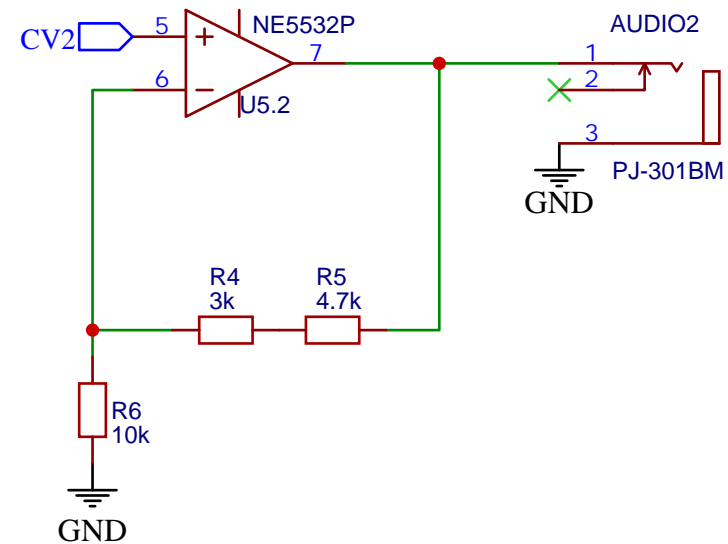 NE5532P
AUDIO2
CV2
5
7
1
6
2
U5.2
3
PJ-301BM
GND
R4
3k
R5
4.7k
R6
10k
GND